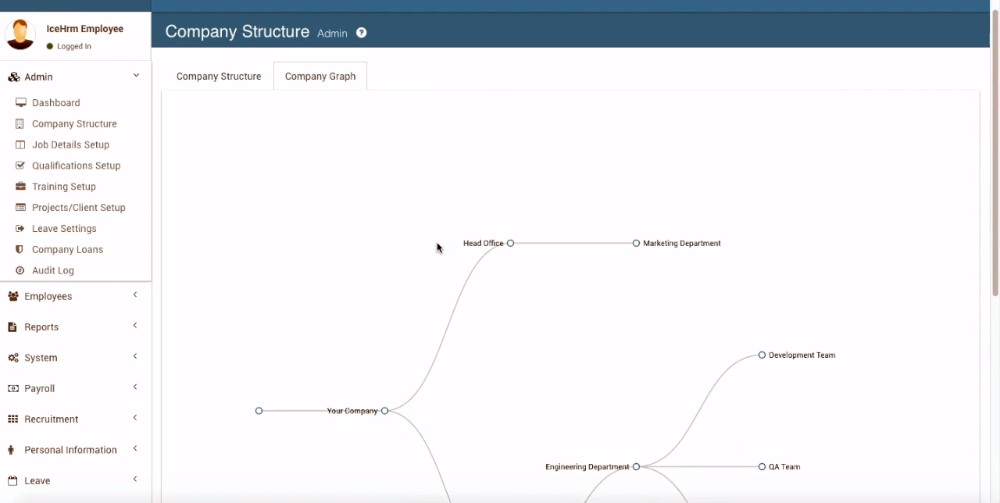 IceHrm Employee
Logged In
Company Structure Admin ?
Company Structure
Company Graph
Admin
Dashboard
Company Structure
Job Details Setup
Qualifications Setup
Training Setup
Projects/Client Setup
Leave Settings
Company Loans
Audit Log
Employees
Reports
System
Payroll
Recruitment
Personal Information
Leave
Head Office
Marketing Department
Development Team
Your Company
Engineering Department
QA Team